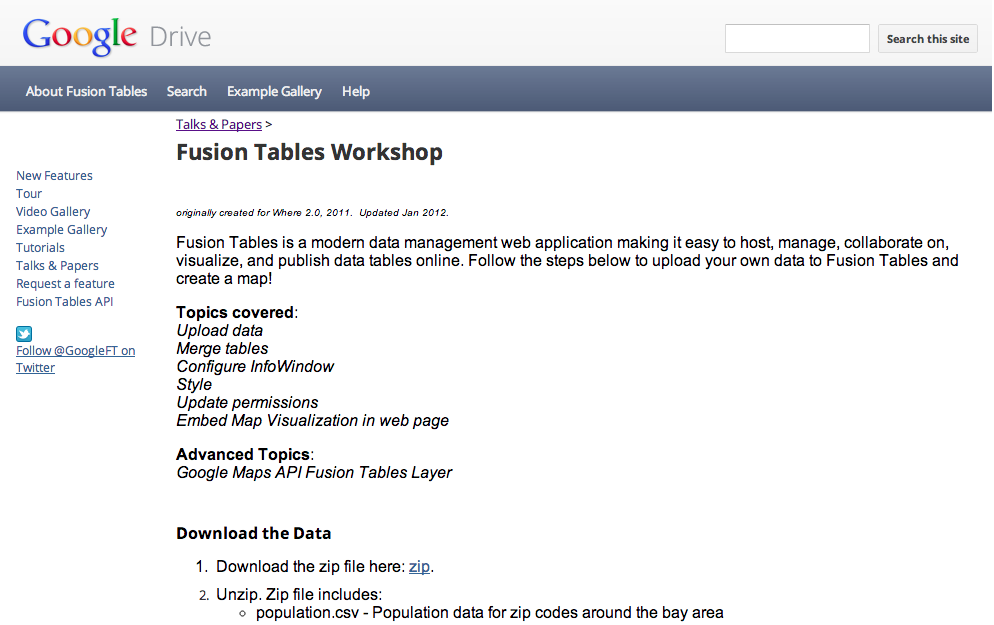 Google Drive
Search this site
About Fusion Tables Search Example Gallery Help
Talks & Papers >
Fusion Tables Workshop
New Features
Tour
Video Gallery
Example Gallery
Tutorials
Talks & Papers
Request a feature
Fusion Tables API
Follow @GoogleFT on
Twitter
originally created for Where 2.0, 2011. Updated Jan 2012.
Fusion Tables is a modern data management web application making it easy to host, manage, collaborate on,
visualize, and publish data tables online. Follow the steps below to upload your own data to Fusion Tables and
create a map!
Topics covered:
Upload data
Merge tables
Configure InfoWindow
Style
Update permissions
Embed Map Visualization in web page
Advanced Topics:
Google Maps API Fusion Tables Layer
Download the Data
1. Download the zip file here: zip.
2. Unzip. Zip file includes:
◦ population.csv - Population data for zip codes around the bay area